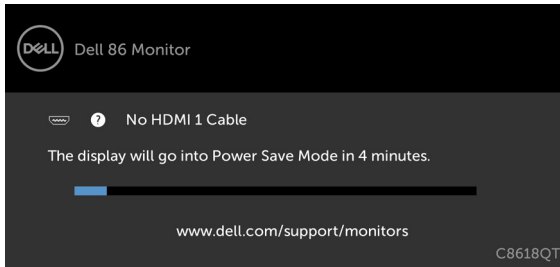 DELL
Dell 86 Monitor
? No HDMI 1 Cable
The display will go into Power Save Mode in 4 minutes.
www.dell.com/support/monitors
C8618QT